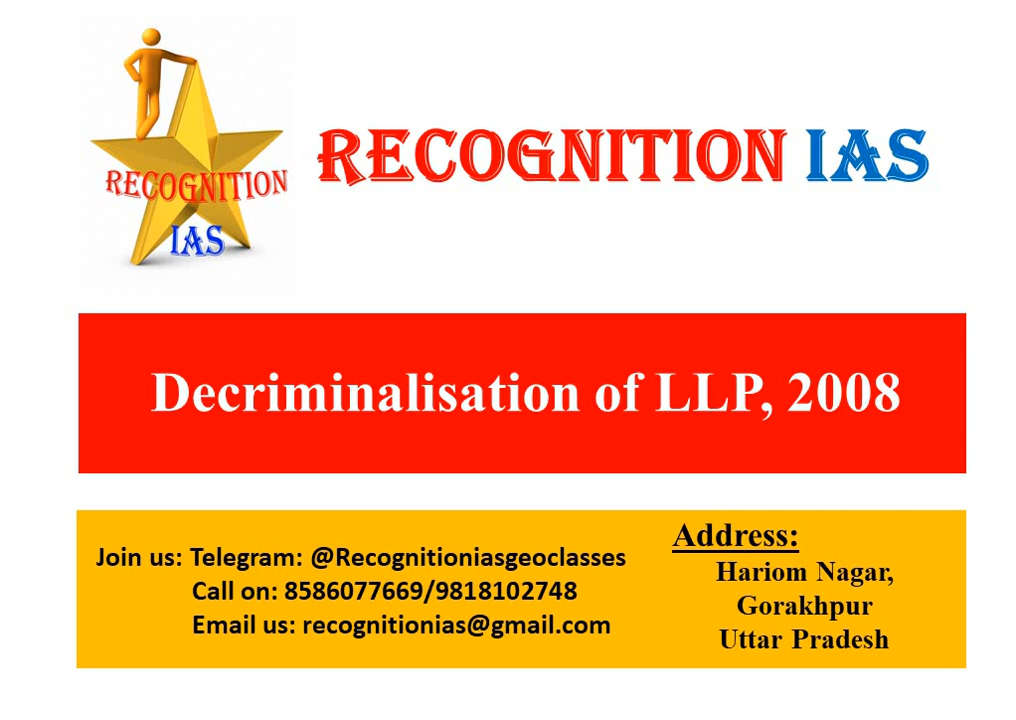 RECOGNITION
IAS
RECOGNITION IAS
Decriminalisation of LLP, 2008
Join us: Telegram: @Recognitioniasgeoclasses
Call on: 8586077669/9818102748
Email us: recognitionias@gmail.com
Address:
Hariom Nagar,
Gorakhpur
Uttar Pradesh